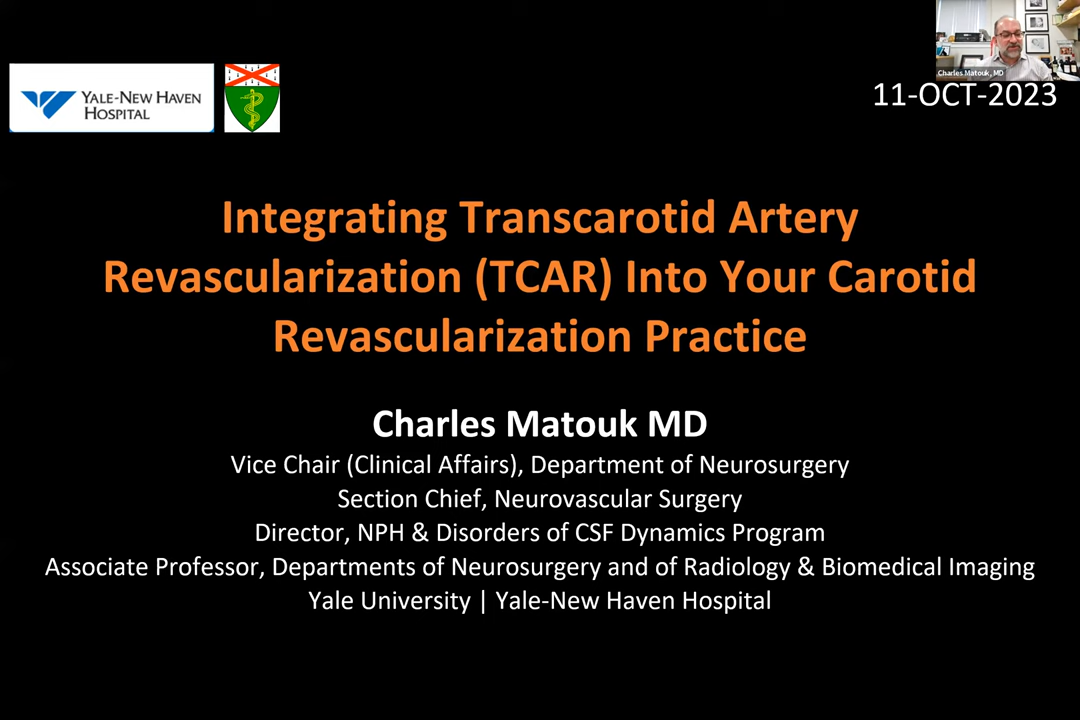 Charles Matouk, MD
YALE-NEW HAVEN
HOSPITAL
11-OCT-2023
Integrating Transcarotid Artery
Revascularization (TCAR) Into Your Carotid
Revascularization Practice
Charles Matouk MD
Vice Chair (Clinical Affairs), Department of Neurosurgery
Section Chief, Neurovascular Surgery
Director, NPH & Disorders of CSF Dynamics Program
Associate Professor, Departments of Neurosurgery and of Radiology & Biomedical Imaging
Yale University | Yale-New Haven Hospital